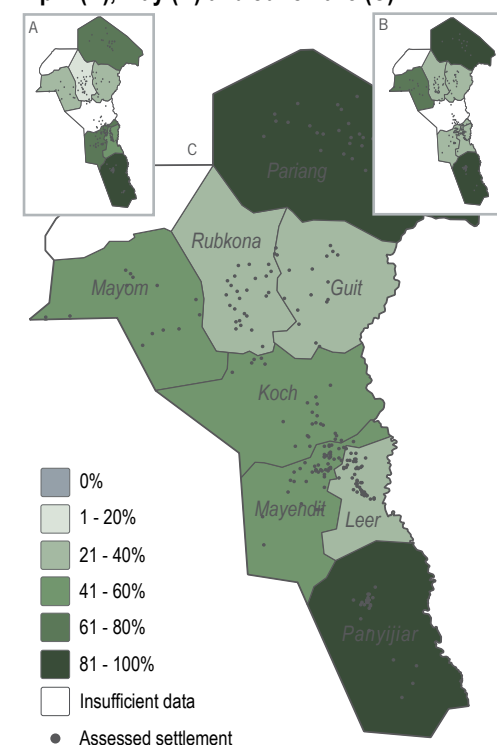 A
B
C
Pariang
Rubkona
Mayom
Guit
Koch
Mayendit
Leer
Panyijiar
0%
1 - 20%
21 - 40%
41 - 60%
61 - 80%
81 - 100%
Insufficient data
Assessed settlement